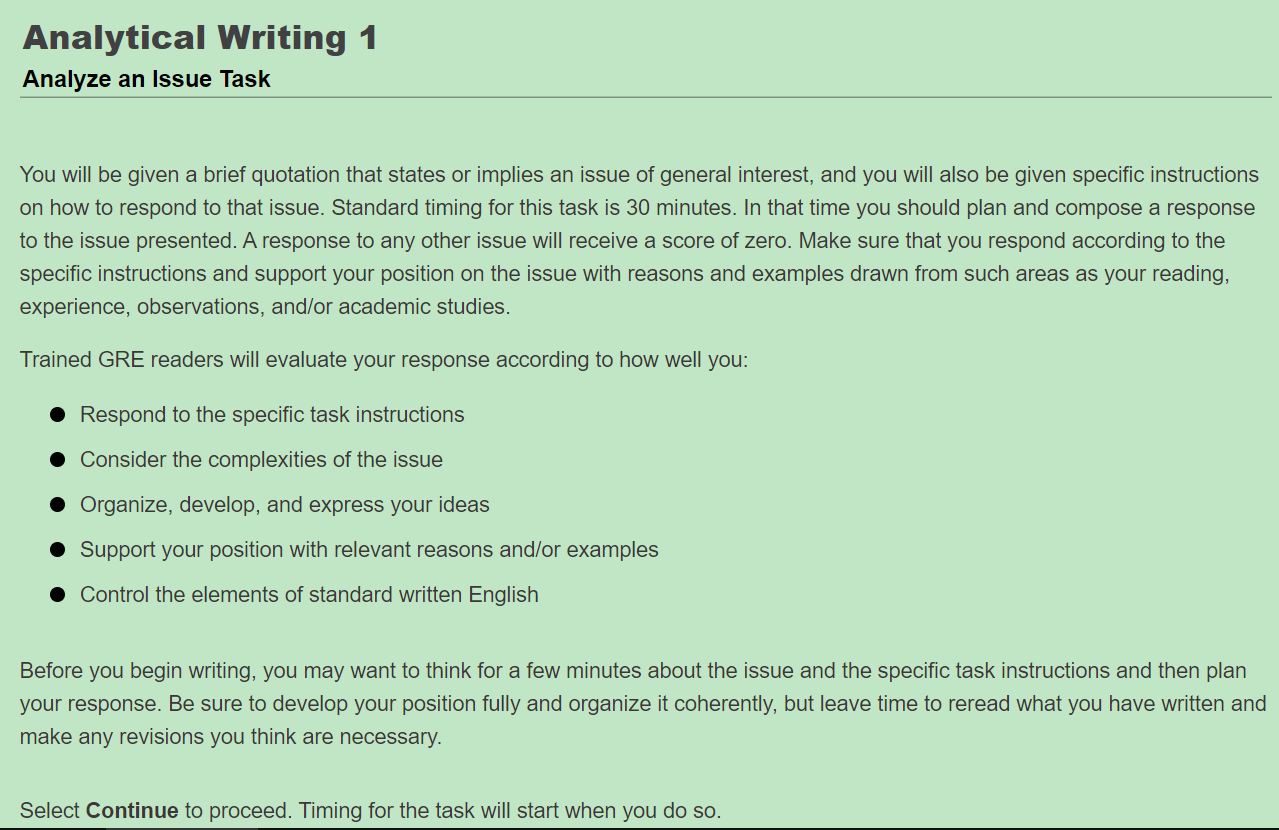 Analytical Writing 1
Analyze an Issue Task
You will be given a brief quotation that states or implies an issue of general interest, and you will also be given specific instructions
on how to respond to that issue. Standard timing for this task is 30 minutes. In that time you should plan and compose a response
to the issue presented. A response to any other issue will receive a score of zero. Make sure that you respond according to the
specific instructions and support your position on the issue with reasons and examples drawn from such areas as your reading,
experience, observations, and/or academic studies.
Trained GRE readers will evaluate your response according to how well you:
● Respond to the specific task instructions
● Consider the complexities of the issue
● Organize, develop, and express your ideas
● Support your position with relevant reasons and/or examples
● Control the elements of standard written English
Before you begin writing, you may want to think for a few minutes about the issue and the specific task instructions and then plan
your response. Be sure to develop your position fully and organize it coherently, but leave time to reread what you have written and
make any revisions you think are necessary.
Select Continue to proceed. Timing for the task will start when you do so.